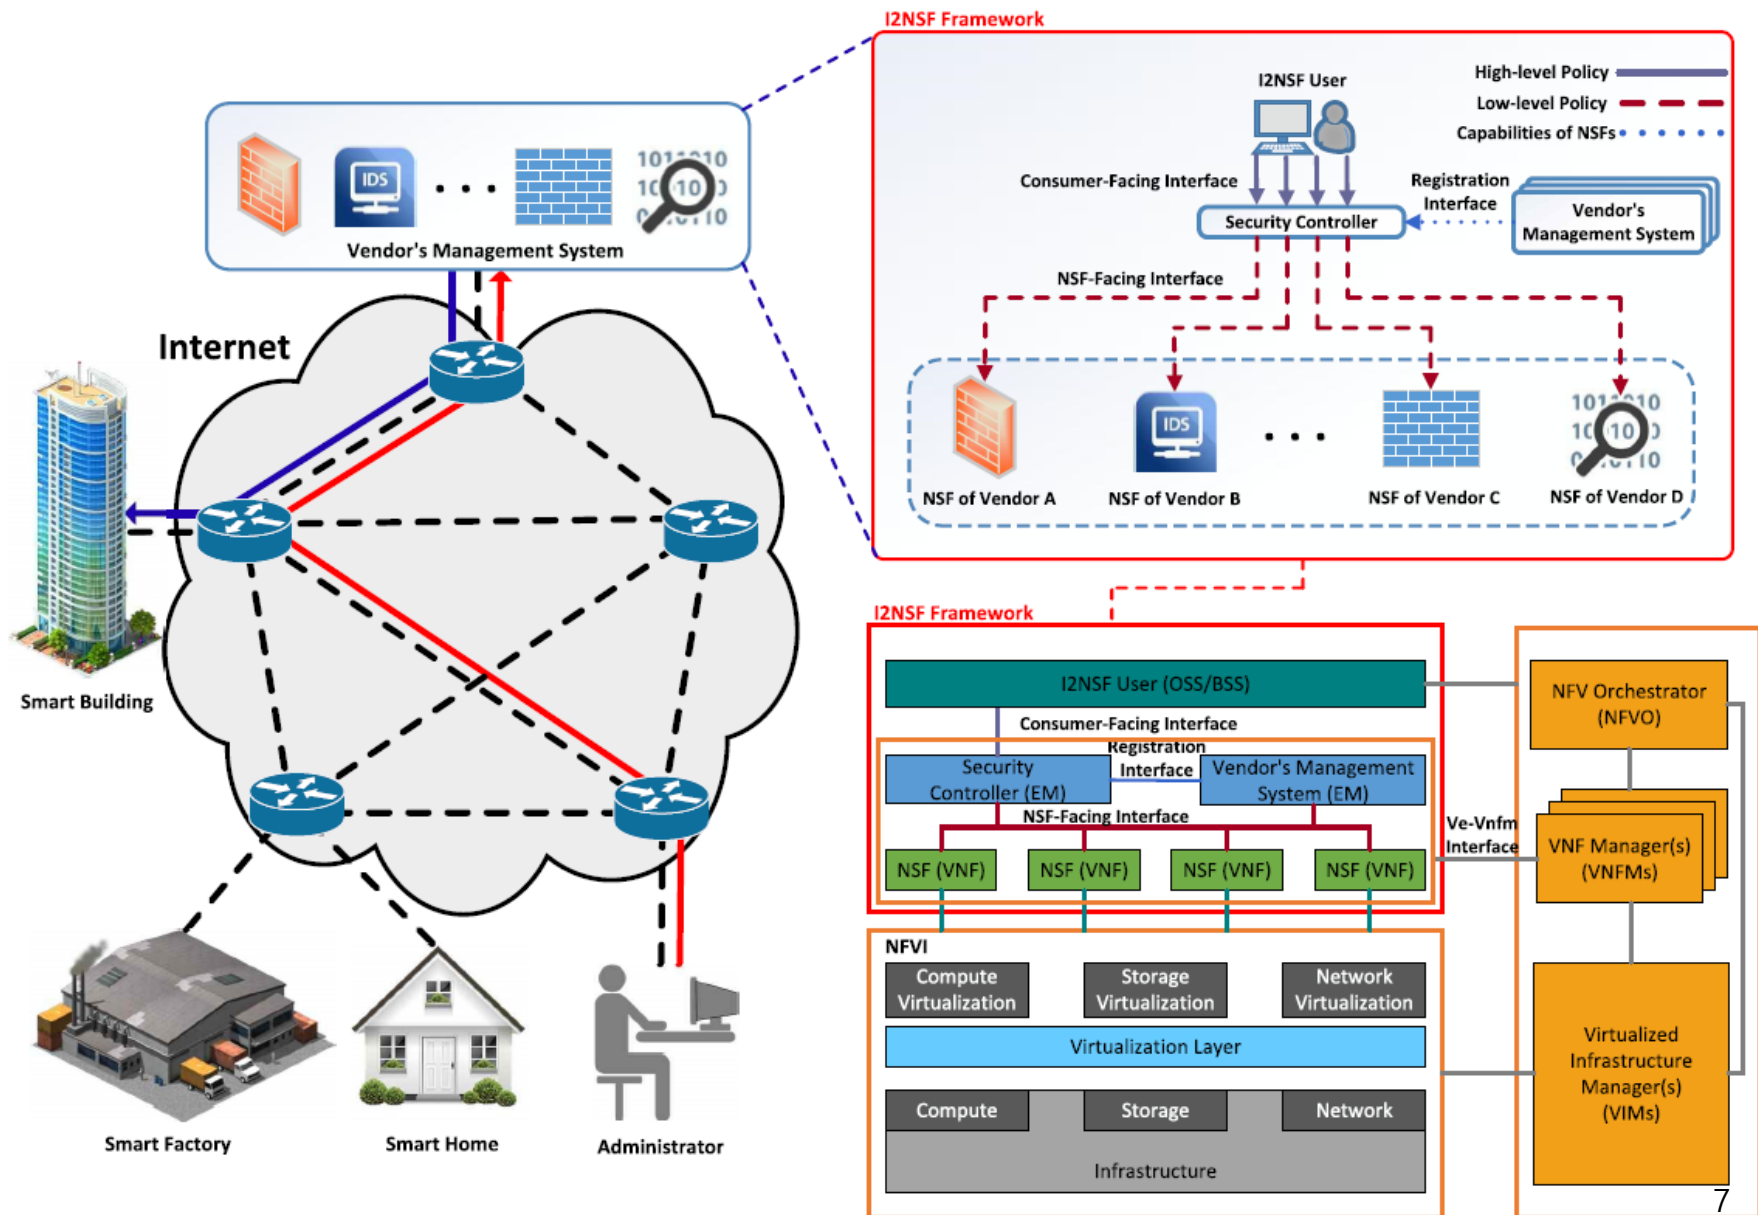 I2NSF Framework
I2NSF User
High-level Policy
Low-level Policy
Capabilities of NSFs
Consumer-Facing Interface
Registration
Interface
Security Controller
Vendor's
Management System
NSF-Facing Interface
IDS
NSF of Vendor A
NSF of Vendor B
NSF of Vendor C
NSF of Vendor D
IDS
Vendor's Management System
Internet
Smart Building
Smart Factory
Smart Home
Administrator
I2NSF Framework
I2NSF User (OSS/BSS)
Consumer-Facing Interface
Registration
Interface
Security
Controller (EM)
Vendor's Management
System (EM)
NSF-Facing Interface
NSF (VNF)
NSF (VNF)
NSF (VNF)
NSF (VNF)
Ve-Vnfm
Interface
NFV Orchestrator
(NFVO)
VNF Manager(s)
(VNFMs)
Virtualized
Infrastructure
Manager(s)
(VIMs)
NFVI
Compute
Virtualization
Storage
Virtualization
Network
Virtualization
Virtualization Layer
Compute
Storage
Network
Infrastructure
7